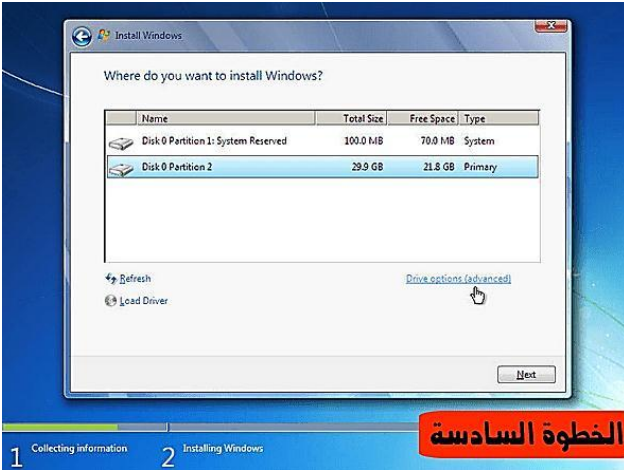 Install Windows
Where do you want to install Windows?
Name Total Size Free Space Type
Disk 0 Partition 1: System Reserved 100.0 MB 70.0 MB System
Disk 0 Partition 2 29.9 GB 21.8 GB Primary
Refresh Drive options (advanced)
Load Driver
Next
الخطوة السادسة
1 Collecting information 2 Installing Windows